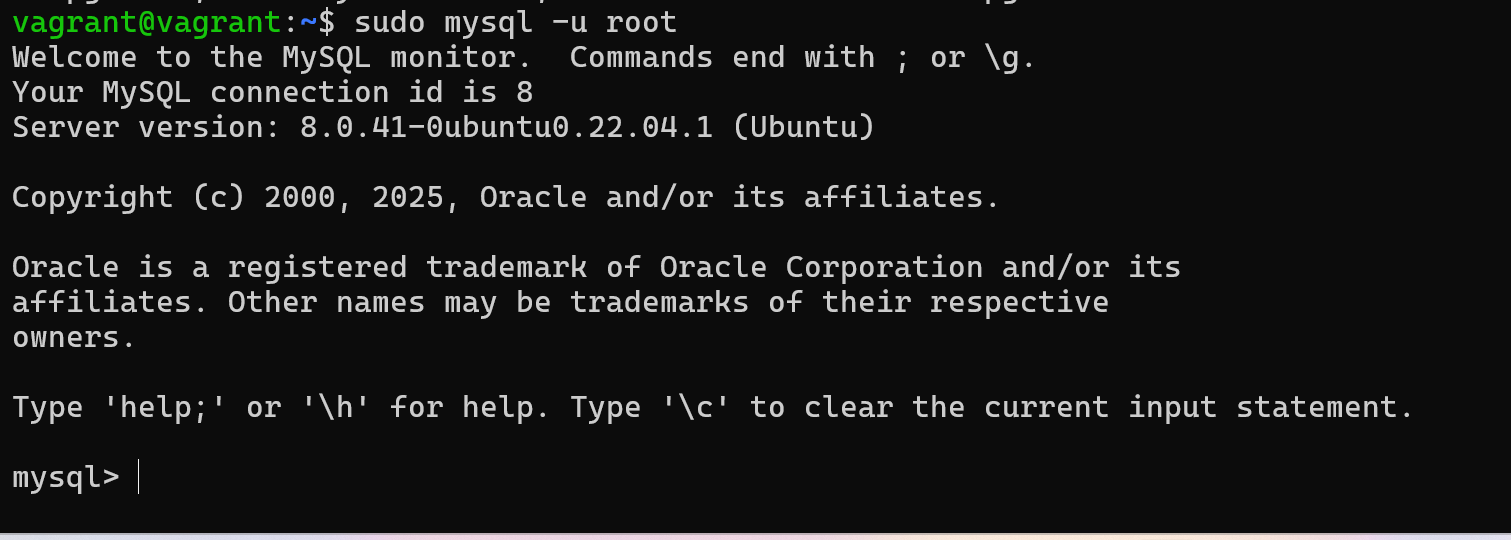 vagrant@vagrant:~$ sudo mysql -u root
Welcome to the MySQL monitor.  Commands end with ; or \g.
Your MySQL connection id is 8
Server version: 8.0.41-0ubuntu0.22.04.1 (Ubuntu)
Copyright (c) 2000, 2025, Oracle and/or its affiliates.
Oracle is a registered trademark of Oracle Corporation and/or its
affiliates. Other names may be trademarks of their respective
owners.
Type 'help;' or '\h' for help. Type '\c' to clear the current input statement.
mysql>